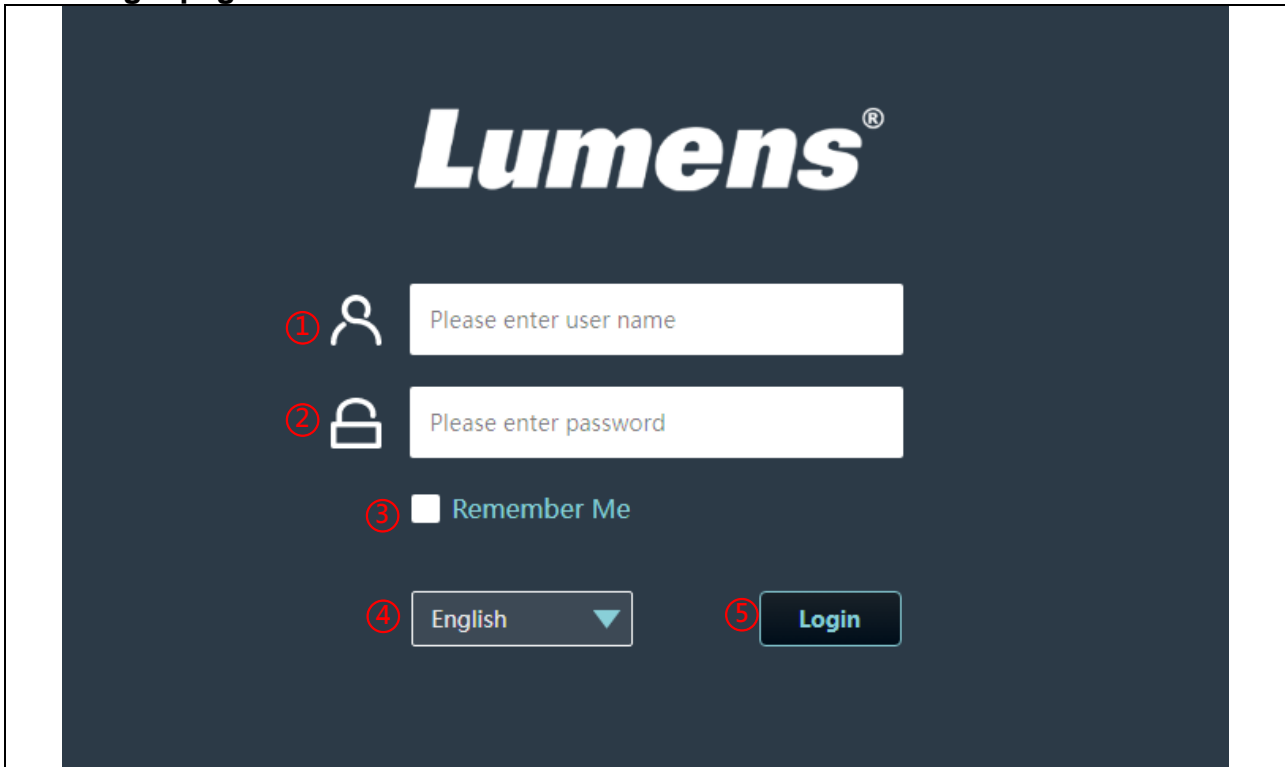 Lumens®
① Please enter user name
② Please enter password
③ Remember Me
④ English ⑤ Login